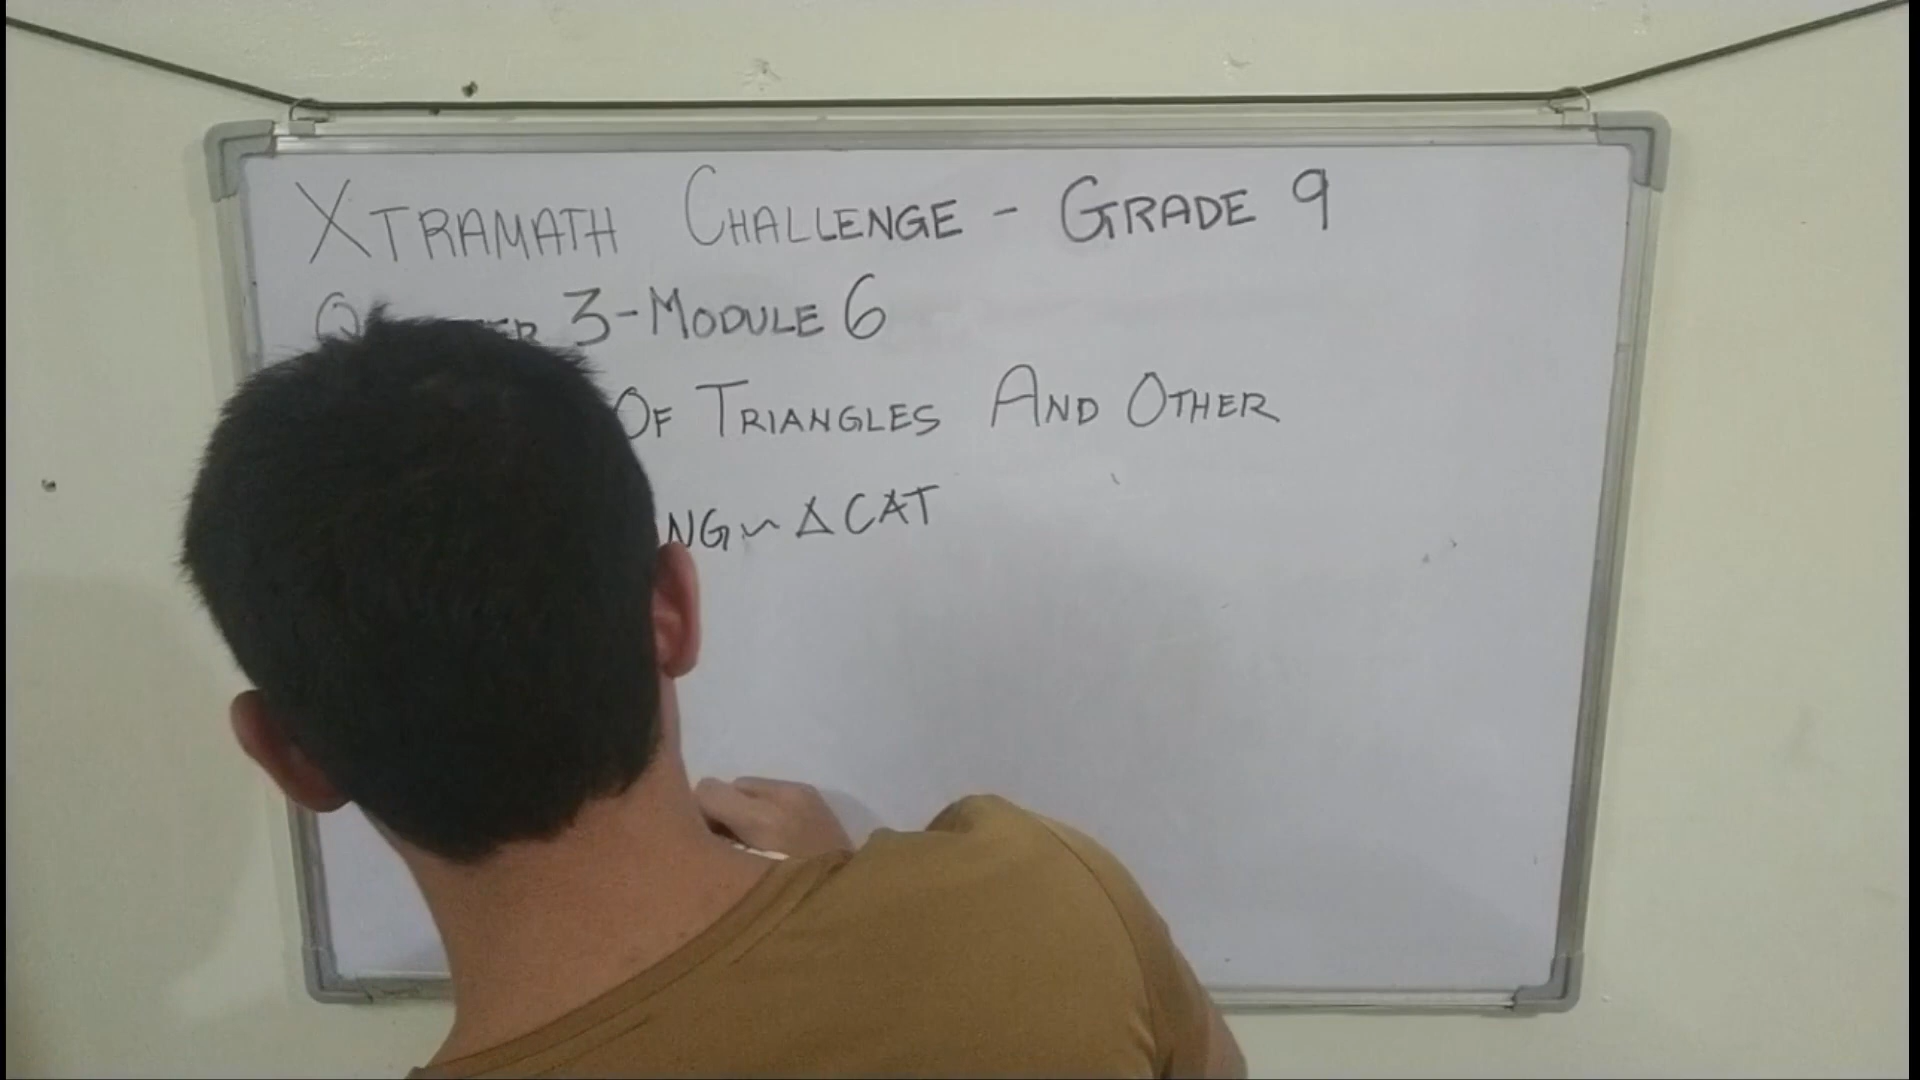 XTRAMATH CHALLENGE - GRADE 9
3-MODULE 6
OF TRIANGLES AND OTHER
NG ~ Δ CAT